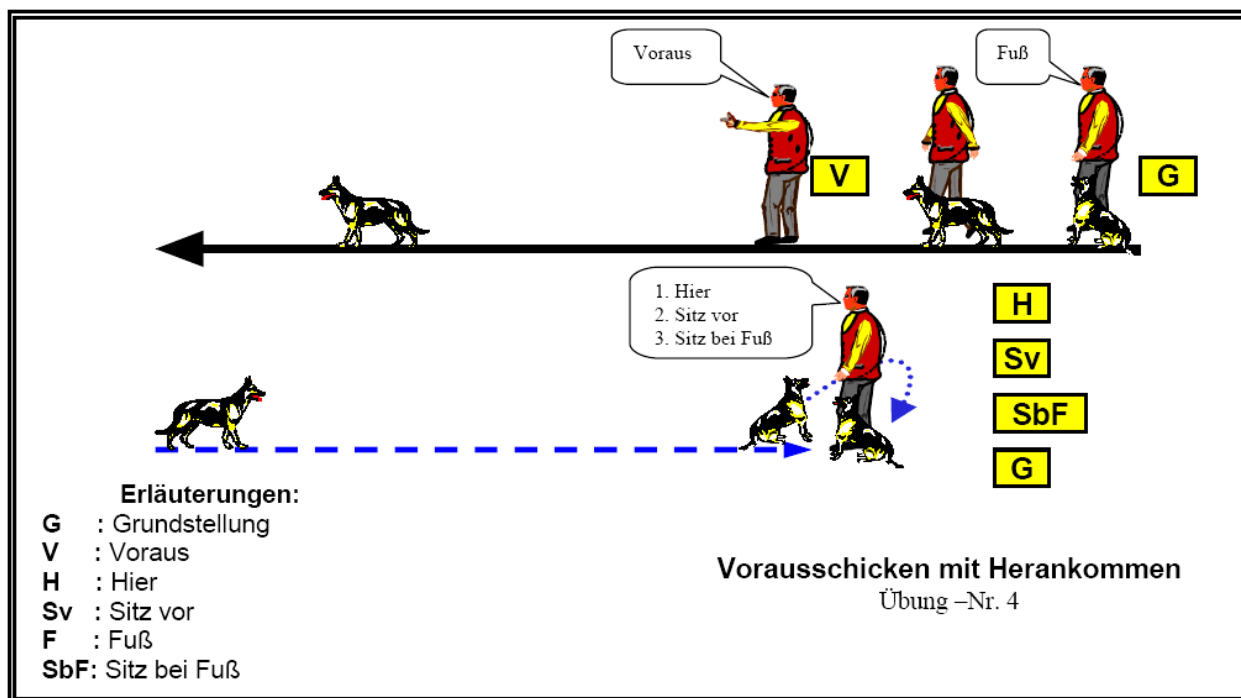 Voraus
Fuß
V
G
1. Hier
2. Sitz vor
3. Sitz bei Fuß
H
Sv
SbF
G
Erläuterungen:
G : Grundstellung
V : Voraus
H : Hier
Sv : Sitz vor
F : Fuß
SbF: Sitz bei Fuß
Vorausschicken mit Herankommen
Übung –Nr. 4